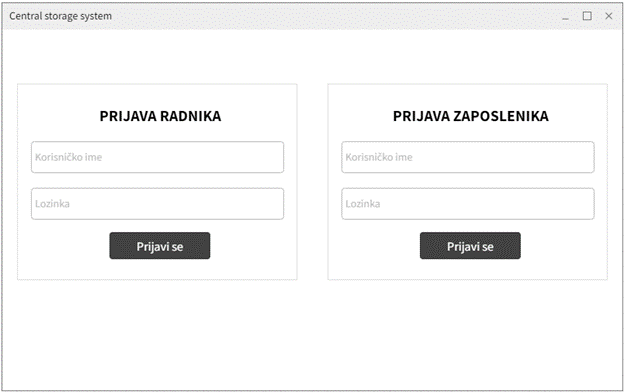 Central storage system
PRIJAVA RADNIKA
Korisničko ime
Lozinka
Prijavi se
PRIJAVA ZAPOSLENIKA
Korisničko ime
Lozinka
Prijavi se